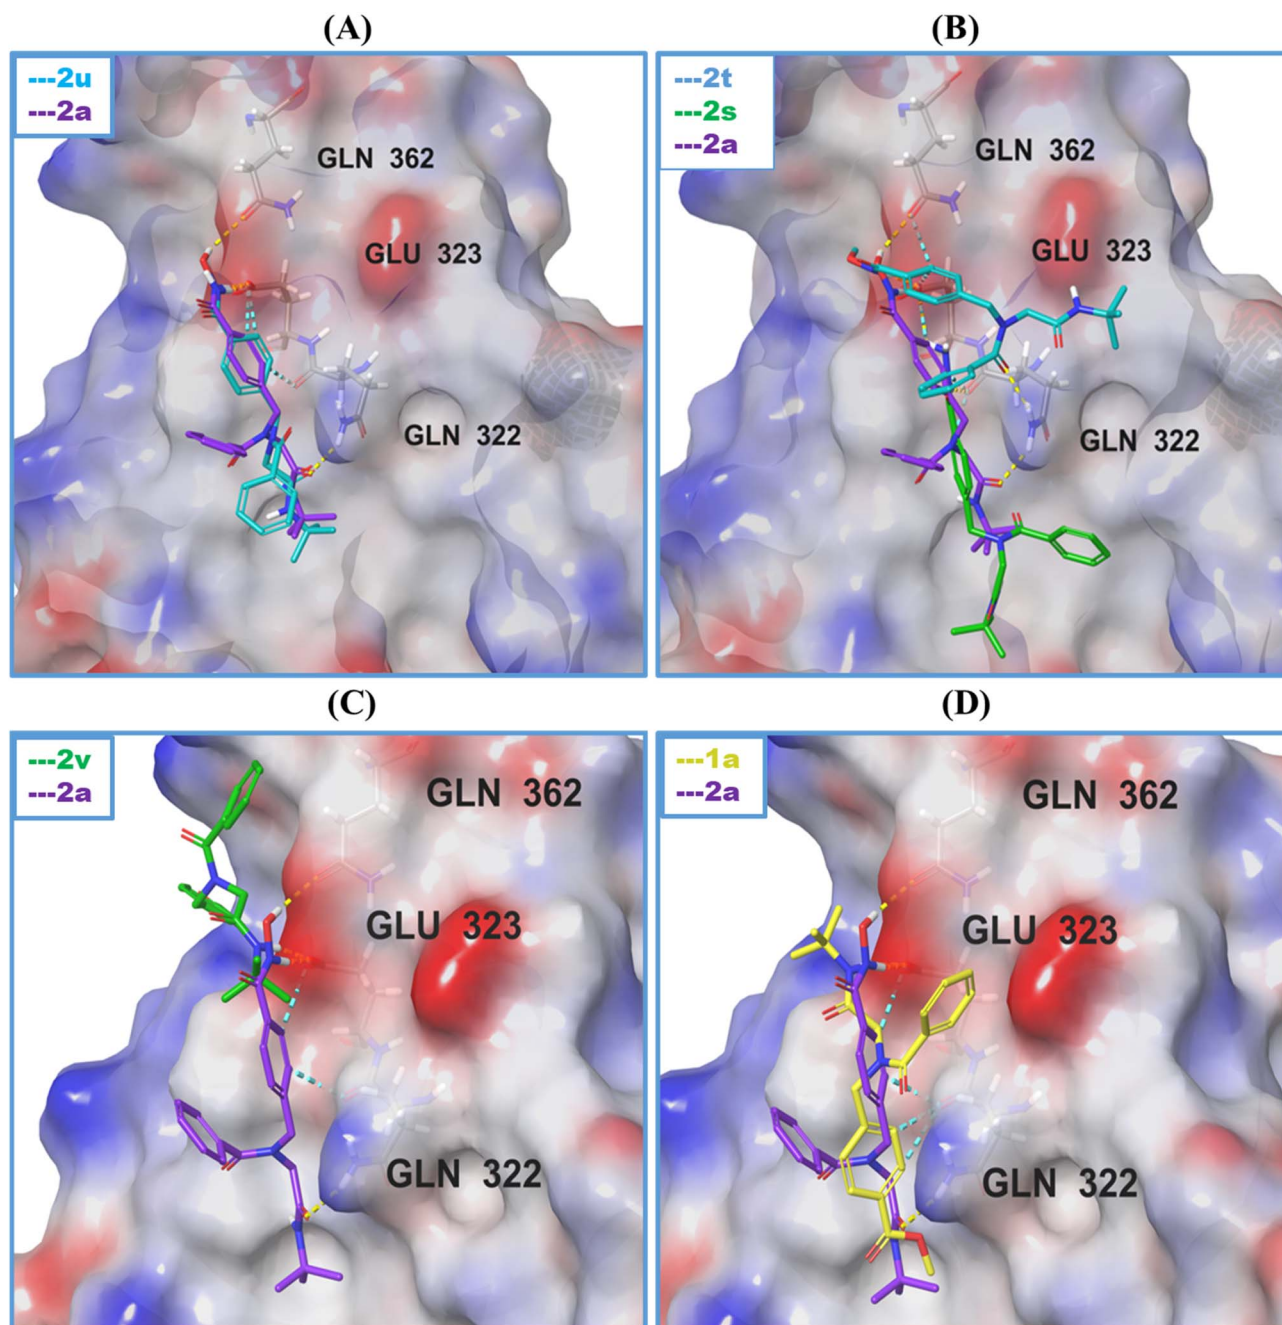 (A)
(B)
---2u
---2a
GLN 362
GLU 323
GLN 322
---2t
---2s
---2a
GLN 362
GLU 323
GLN 322
(C)
(D)
---2v
---2a
GLN 362
GLU 323
GLN 322
---1a
---2a
GLN 362
GLU 323
GLN 322